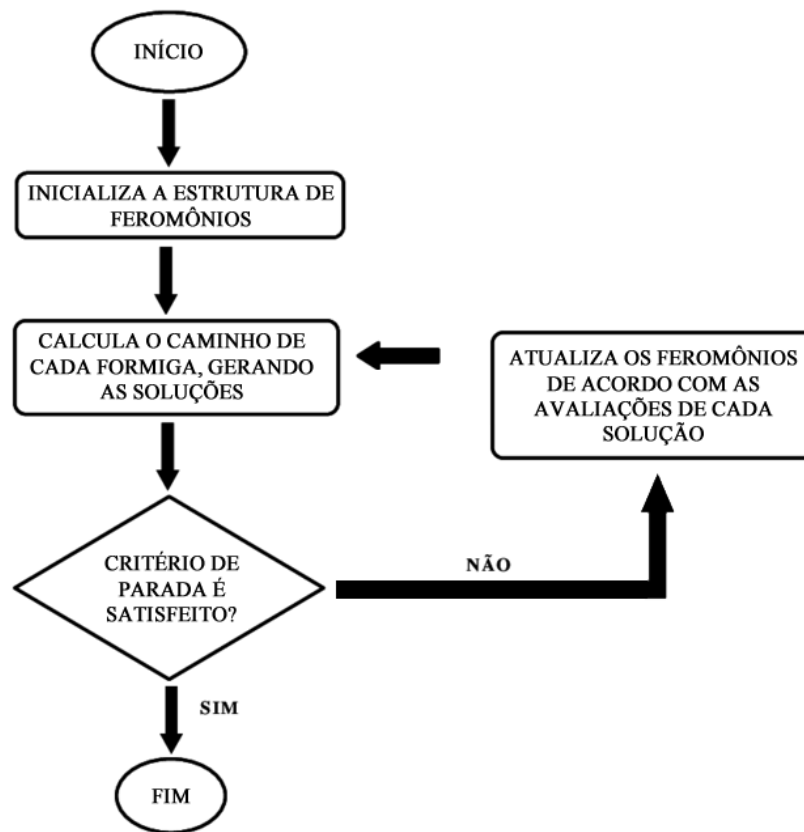 INÍCIO
INICIALIZA A ESTRUTURA DE
FEROMÔNIOS
CALCULA O CAMINHO DE
CADA FORMIGA, GERANDO
AS SOLUÇÕES
ATUALIZA OS FEROMÔNIOS
DE ACORDO COM AS
AVALIAÇÕES DE CADA
SOLUÇÃO
CRITÉRIO DE
PARADA É
SATISFEITO?
NÃO
SIM
FIM